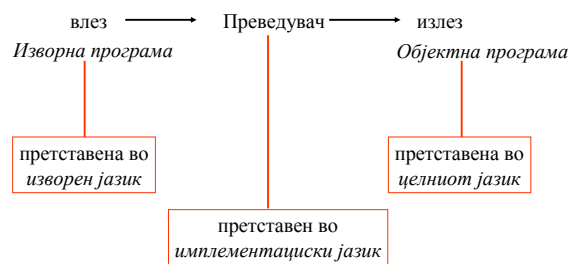 влез Преведувач излез
Изворна програма Објектна програма
претставена во
изворен јазик
претставена во
целниот јазик
претставен во
имплементациски јазик